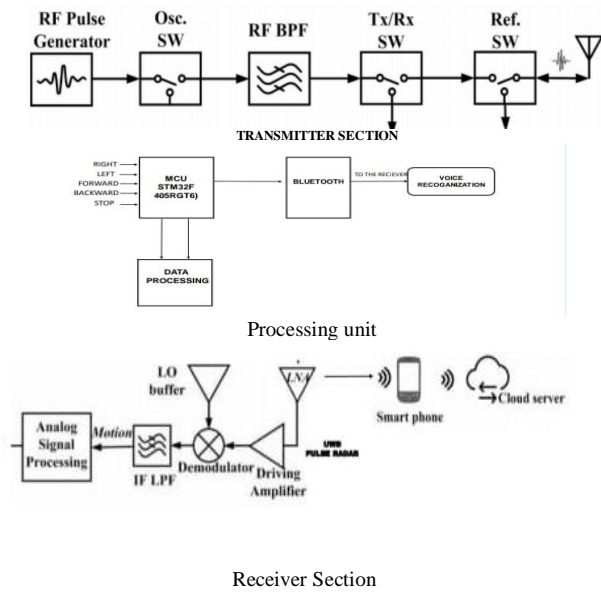 RF Pulse
Generator
Osc.
SW
RF BPF
Tx/Rx
SW
Ref.
SW
TRANSMITTER SECTION
RIGHT
LEFT
FORWARD
BACKWARD
STOP
MCU
STM32F
405RGT6)
BLUETOOTH
TO THE RECIEVER
VOICE
RECOGANIZATION
DATA
PROCESSING
Processing unit
LO
buffer
LNA
Smart phone
Cloud server
Analog
Signal
Processing
Motion
IF LPF
Demodulator
Driving
Amplifier
UWB
PULSE RADAR
Receiver Section